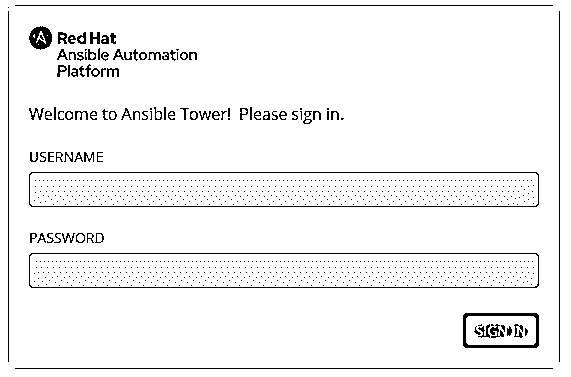 Red Hat
Ansible Automation
Platform
Welcome to Ansible Tower! Please sign in.
USERNAME
PASSWORD
SIGN IN